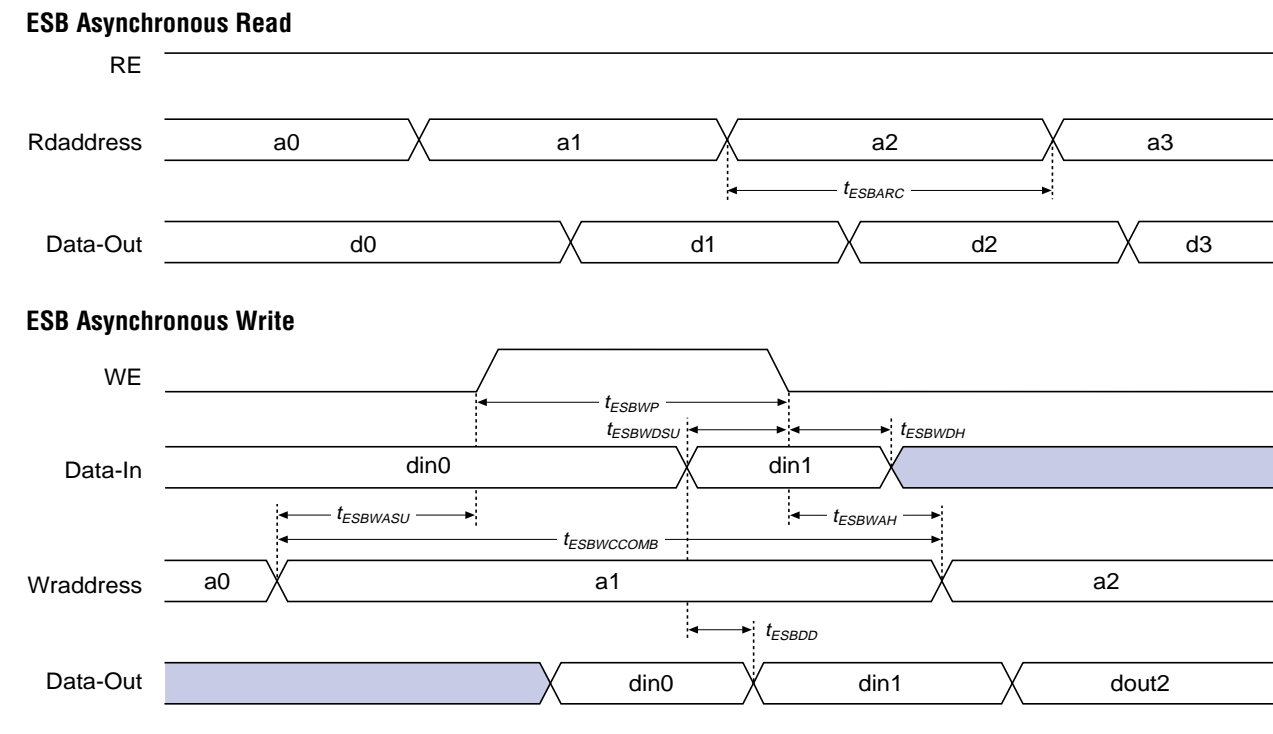 ESB Asynchronous Read
RE
Rdaddress a0 a1 a2 a3
tESBARC
Data-Out d0 d1 d2 d3
ESB Asynchronous Write
WE
tESBWP
tESBWDSU tESBWDH
Data-In din0 din1
tESBWASU tESBWAH
tESBWCCOMB
Wraddress a0 a1 a2
tESBDD
Data-Out din0 din1 dout2